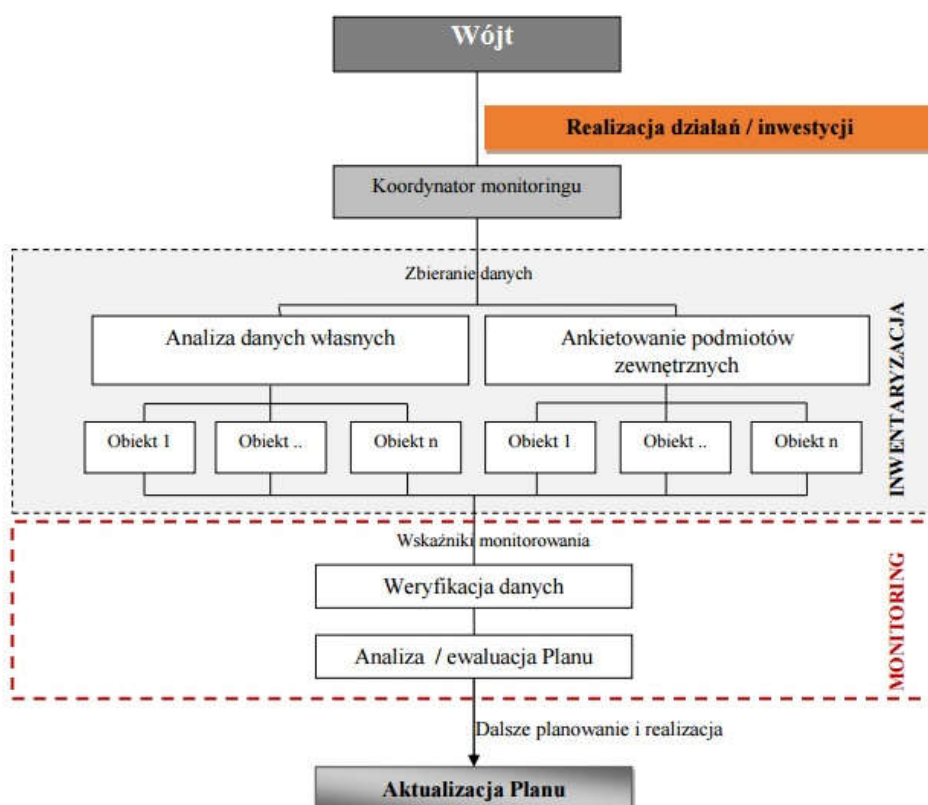 Wójt
Realizacja działań / inwestycji
Koordynator monitoringu
Zbieranie danych
Analiza danych własnych
Ankietowanie podmiotów
zewnętrznych
Obiekt 1
Obiekt ..
Obiekt n
Obiekt 1
Obiekt ..
Obiekt n
INWENTARYZACJA
Wskaźniki monitorowania
Weryfikacja danych
Analiza / ewaluacja Planu
MONITORING
Dalsze planowanie i realizacja
Aktualizacja Planu